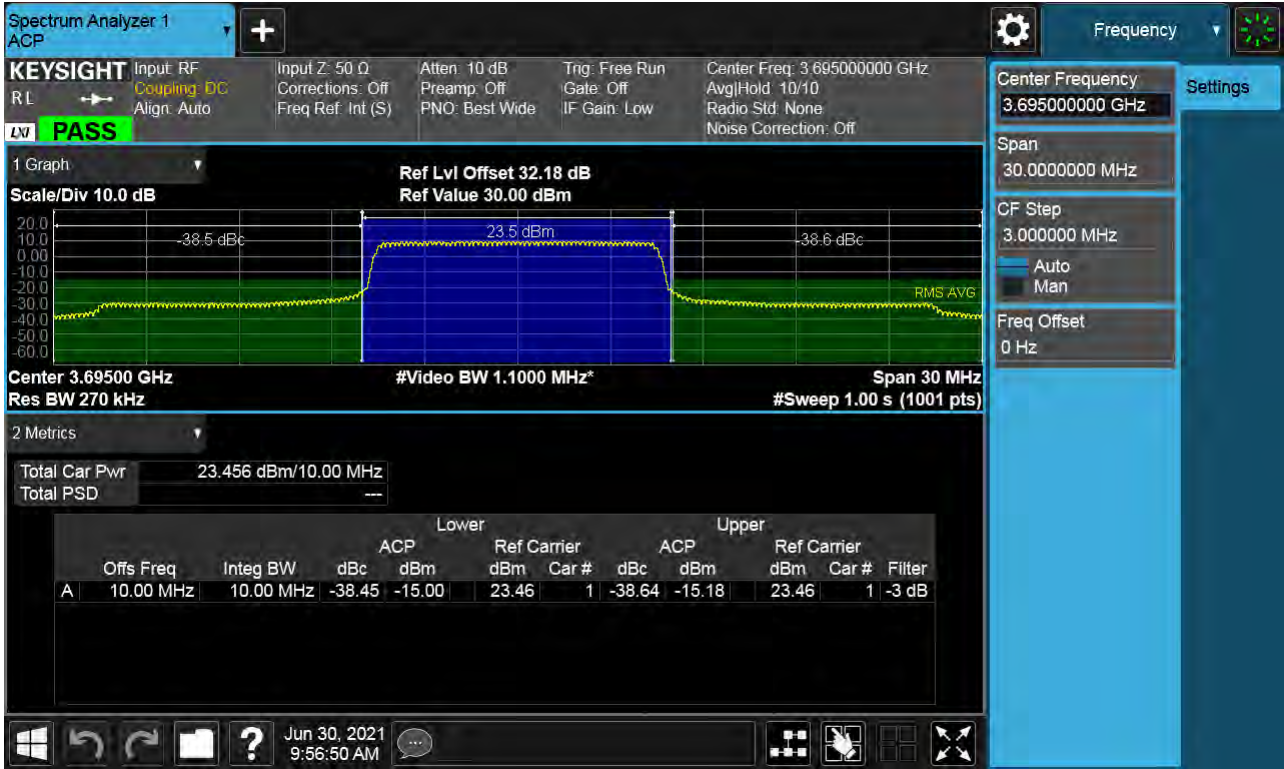 Spectrum Analyzer 1
ACP
+
Frequency
KEYSIGHT Input: RF Input Z: 50 Ω Atten: 10 dB Trig: Free Run Center Freq: 3.695000000 GHz
RL Coupling: DC Corrections: Off Preamp: Off Gate: Off Avg|Hold: 10/10
Align: Auto Freq Ref: Int (S) PNO: Best Wide IF Gain: Low Radio Std: None
LXI PASS Noise Correction: Off
Center Frequency
3.695000000 GHz
Settings
Span
30.0000000 MHz
CF Step
3.000000 MHz
Auto
Man
Freq Offset
0 Hz
1 Graph
Ref Lvl Offset 32.18 dB
Scale/Div 10.0 dB Ref Value 30.00 dBm
20.0
10.0
0.00
-10.0
-20.0
-30.0
-40.0
-50.0
-60.0
-38.5 dBc 23.5 dBm -38.6 dBc
RMS AVG
Center 3.69500 GHz #Video BW 1.1000 MHz* Span 30 MHz
Res BW 270 kHz #Sweep 1.00 s (1001 pts)
2 Metrics
Total Car Pwr 23.456 dBm/10.00 MHz
Total PSD ---
Lower Upper
ACP Ref Carrier ACP Ref Carrier
Offs Freq Integ BW dBc dBm dBm Car # dBc dBm dBm Car # Filter
A 10.00 MHz 10.00 MHz -38.45 -15.00 23.46 1 -38.64 -15.18 23.46 1 -3 dB
?
Jun 30, 2021
9:56:50 AM